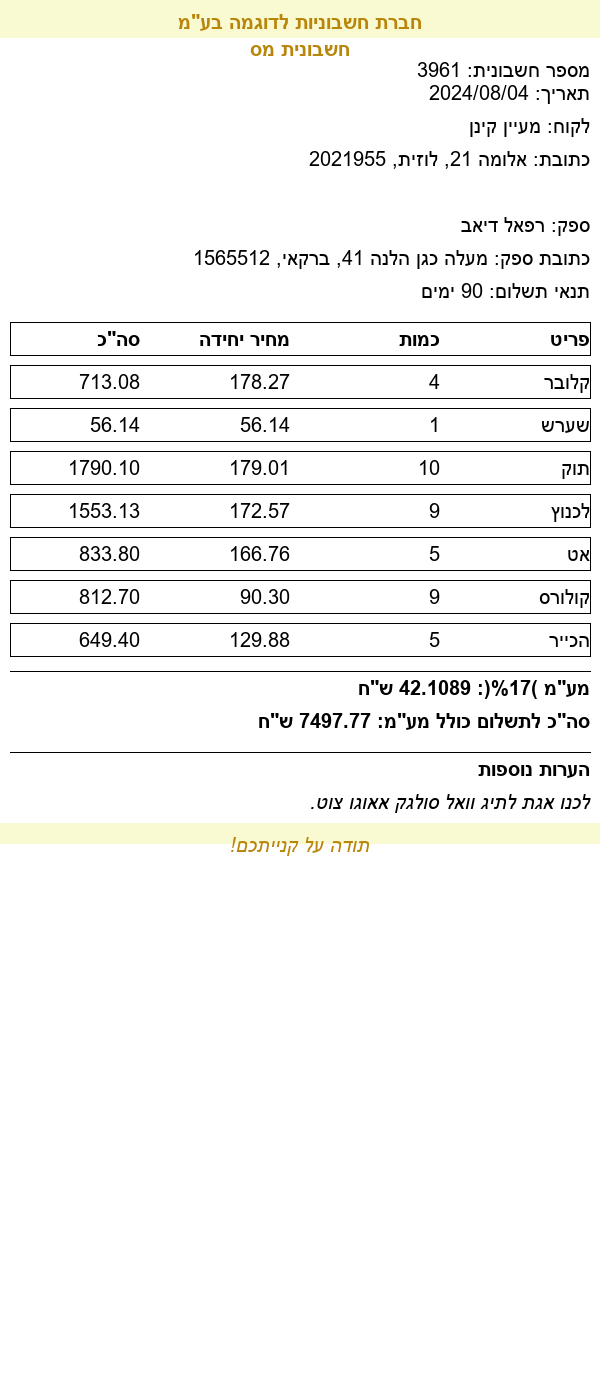 חברת חשבוניות לדוגמה בע"מ
חשבונית מס
מספר חשבונית: 3961
תאריך: 2024/08/04
לקוח: מעיין קינן
כתובת: אלומה 21, לוזית, 2021955
ספק: רפאל דיאב
כתובת ספק: מעלה כגן הלנה 41, ברקאי, 1565512
תנאי תשלום: 90 ימים
פריט כמות מחיר יחידה סה"כ
קלובר 4 178.27 713.08
שערש 1 56.14 56.14
תוק 10 179.01 1790.10
לכנוץ 9 172.57 1553.13
אט 5 166.76 833.80
קולורס 9 90.30 812.70
הכייר 5 129.88 649.40
מע"מ )17%(: 42.1089 ש"ח
סה"כ לתשלום כולל מע"מ: 7497.77 ש"ח
הערות נוספות
לכנו אגת לתיג וואל סולגק אאוגו צוט.
תודה על קנייתכם!